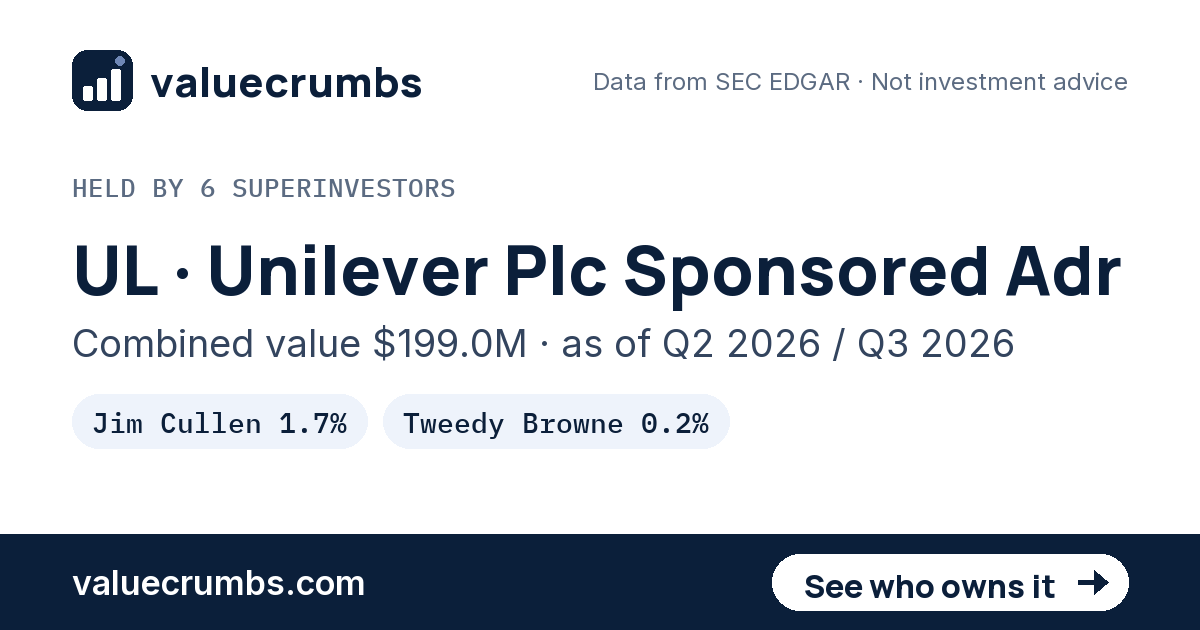 valuecrumbs
Data from SEC EDGAR · Not investment advice
HELD BY 6 SUPERINVESTORS
UL · Unilever Plc Sponsored Adr
Combined value $199.0M · as of Q2 2026 / Q3 2026
Jim Cullen 1.7%
Tweedy Browne 0.2%
valuecrumbs.com
See who owns it →